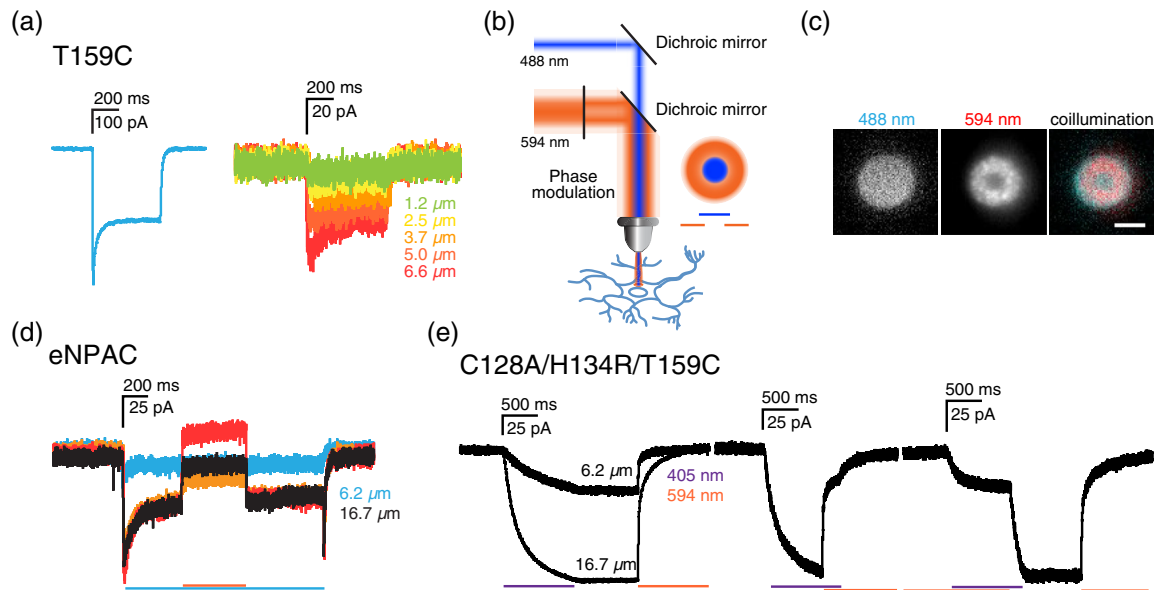 (a)
T159C
200 ms
100 pA
200 ms
20 pA
1.2 µm
2.5 µm
3.7 µm
5.0 µm
6.6 µm
(b)
Dichroic mirror
488 nm
Dichroic mirror
594 nm
Phase
modulation
(c)
488 nm
594 nm
coillumination
(d)
eNPAC
200 ms
25 pA
6.2 µm
16.7 µm
(e)
C128A/H134R/T159C
500 ms
25 pA
6.2 µm
16.7 µm
405 nm
594 nm
500 ms
25 pA
500 ms
25 pA